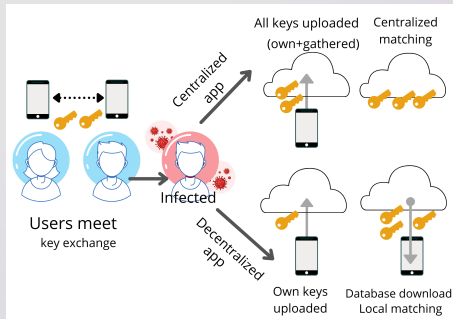 All keys uploaded
(own+gathered)
Centralized
matching
Centralized
app
Infected
Users meet
key exchange
Decentralized
app
Own keys
uploaded
Database download
Local matching